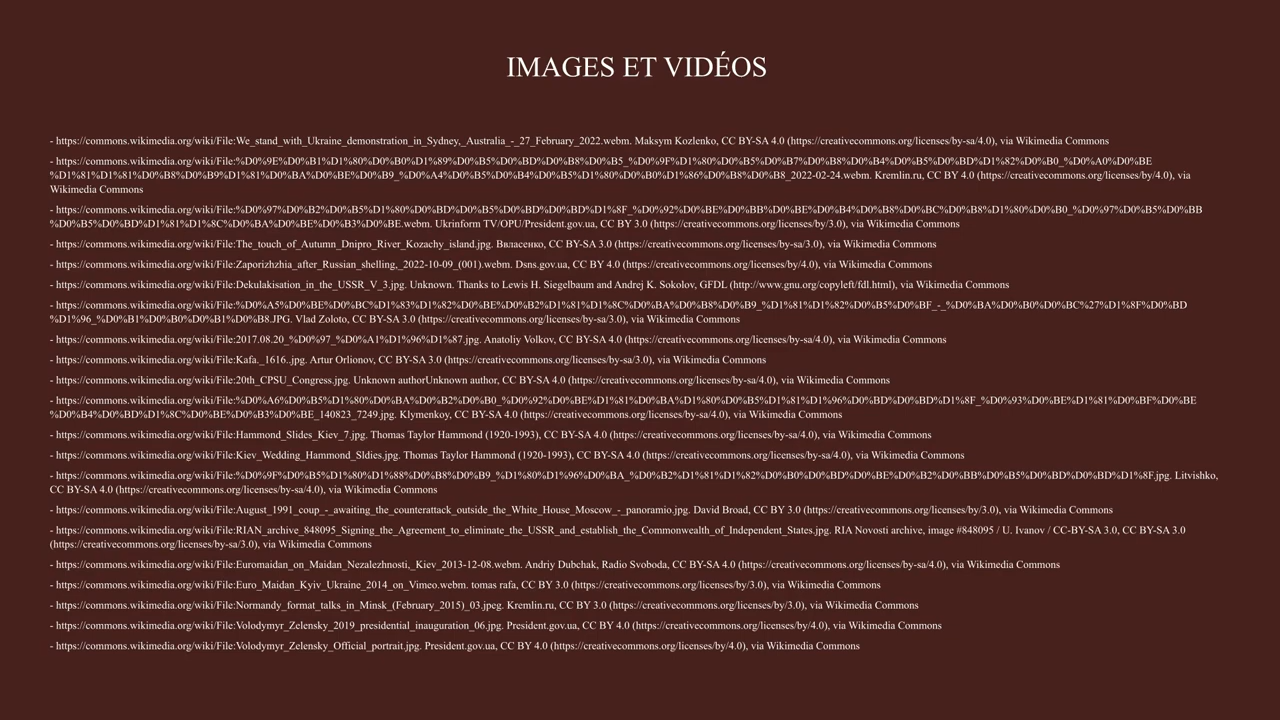 IMAGES ET VIDÉOS
- https://commons.wikimedia.org/wiki/File:We_stand_with_Ukraine_demonstration_in_Sydney,_Australia_-_27_February_2022.webm. Maksym Kozlenko, CC BY-SA 4.0 (https://creativecommons.org/licenses/by-sa/4.0), via Wikimedia Commons
- https://commons.wikimedia.org/wiki/File:%D0%9E%D0%B1%D1%80%D0%B0%D1%89%D0%B5%D0%BD%D0%B8%D0%B5_%D0%9F%D1%80%D0%B5%D0%B7%D0%B8%D0%B4%D0%B5%D0%BD%D1%82%D0%B0_%D0%A0%D0%BE
%D1%81%D1%81%D0%B8%D0%B9%D1%81%D0%BA%D0%BE%D0%B9_%D0%A4%D0%B5%D0%B4%D0%B5%D1%80%D0%B0%D1%86%D0%B8%D0%B8_2022-02-24.webm. Kremlin.ru, CC BY 4.0 (https://creativecommons.org/licenses/by/4.0), via
Wikimedia Commons
- https://commons.wikimedia.org/wiki/File:%D0%97%D0%B2%D0%B5%D1%80%D0%BD%D0%B5%D0%BD%D0%BD%D1%8F_%D0%92%D0%BE%D0%BB%D0%BE%D0%B4%D0%B8%D0%BC%D0%B8%D1%80%D0%B0_%D0%97%D0%B5%D0%BB
%D0%B5%D0%BD%D1%81%D1%8C%D0%BA%D0%BE%D0%B3%D0%BE.webm. Ukrinform TV/OPU/President.gov.ua, CC BY 3.0 (https://creativecommons.org/licenses/by/3.0), via Wikimedia Commons
- https://commons.wikimedia.org/wiki/File:The_touch_of_Autumn_Dnipro_River_Kozachy_island.jpg. Вяласенко, CC BY-SA 3.0 (https://creativecommons.org/licenses/by-sa/3.0), via Wikimedia Commons
- https://commons.wikimedia.org/wiki/File:Zaporizhzhia_after_Russian_shelling,_2022-10-09_(001).webm. Dsns.gov.ua, CC BY 4.0 (https://creativecommons.org/licenses/by/4.0), via Wikimedia Commons
- https://commons.wikimedia.org/wiki/File:Dekulakisation_in_the_USSR_V_3.jpg. Unknown. Thanks to Lewis H. Siegelbaum and Andrej K. Sokolov, GFDL (http://www.gnu.org/copyleft/fdl.html), via Wikimedia Commons
- https://commons.wikimedia.org/wiki/File:%D0%A5%D0%BE%D0%BC%D1%83%D1%82%D0%BE%D0%B2%D1%81%D1%8C%D0%BA%D0%B8%D0%B9_%D1%81%D1%82%D0%B5%D0%BF_-_%D0%BA%D0%B0%D0%BC%27%D1%8F%D0%BD
%D1%96_%D0%B1%D0%B0%D0%B1%D0%B8.JPG. Vlad Zoloto, CC BY-SA 3.0 (https://creativecommons.org/licenses/by-sa/3.0), via Wikimedia Commons
- https://commons.wikimedia.org/wiki/File:2017.08.20_%D0%97_%D0%A1%D1%96%D1%87.jpg. Anatoliy Volkov, CC BY-SA 4.0 (https://creativecommons.org/licenses/by-sa/4.0), via Wikimedia Commons
- https://commons.wikimedia.org/wiki/File:Kafa._1616..jpg. Artur Orlionov, CC BY-SA 3.0 (https://creativecommons.org/licenses/by-sa/3.0), via Wikimedia Commons
- https://commons.wikimedia.org/wiki/File:20th_CPSU_Congress.jpg. Unknown authorUnknown author, CC BY-SA 4.0 (https://creativecommons.org/licenses/by-sa/4.0), via Wikimedia Commons
- https://commons.wikimedia.org/wiki/File:%D0%A6%D0%B5%D1%80%D0%BA%D0%B2%D0%B0_%D0%92%D0%BE%D1%81%D0%BA%D1%80%D0%B5%D1%81%D1%96%D0%BD%D0%BD%D1%8F_%D0%93%D0%BE%D1%81%D0%BF%D0%BE
%D0%B4%D0%BD%D1%8C%D0%BE%D0%B3%D0%BE_140823_7249.jpg. Klymenkoy, CC BY-SA 4.0 (https://creativecommons.org/licenses/by-sa/4.0), via Wikimedia Commons
- https://commons.wikimedia.org/wiki/File:Hammond_Slides_Kiev_7.jpg. Thomas Taylor Hammond (1920-1993), CC BY-SA 4.0 (https://creativecommons.org/licenses/by-sa/4.0), via Wikimedia Commons
- https://commons.wikimedia.org/wiki/File:Kiev_Wedding_Hammond_Sldies.jpg. Thomas Taylor Hammond (1920-1993), CC BY-SA 4.0 (https://creativecommons.org/licenses/by-sa/4.0), via Wikimedia Commons
- https://commons.wikimedia.org/wiki/File:%D0%9F%D0%B5%D1%80%D1%88%D0%B8%D0%B9_%D1%80%D1%96%D0%BA_%D0%B2%D1%81%D1%82%D0%B0%D0%BD%D0%BE%D0%B2%D0%BB%D0%B5%D0%BD%D0%BD%D1%8F.jpg. Litvishko,
CC BY-SA 4.0 (https://creativecommons.org/licenses/by-sa/4.0), via Wikimedia Commons
- https://commons.wikimedia.org/wiki/File:August_1991_coup_-_awaiting_the_counterattack_outside_the_White_House_Moscow_-_panoramio.jpg. David Broad, CC BY 3.0 (https://creativecommons.org/licenses/by/3.0), via Wikimedia Commons
- https://commons.wikimedia.org/wiki/File:RIAN_archive_848095_Signing_the_Agreement_to_eliminate_the_USSR_and_establish_the_Commonwealth_of_Independent_States.jpg. RIA Novosti archive, image #848095 / U. Ivanov / CC-BY-SA 3.0, CC BY-SA 3.0
(https://creativecommons.org/licenses/by-sa/3.0), via Wikimedia Commons
- https://commons.wikimedia.org/wiki/File:Euromaidan_on_Maidan_Nezalezhnosti,_Kiev_2013-12-08.webm. Andriy Dubchak, Radio Svoboda, CC BY-SA 4.0 (https://creativecommons.org/licenses/by-sa/4.0), via Wikimedia Commons
- https://commons.wikimedia.org/wiki/File:Euro_Maidan_Kyiv_Ukraine_2014_on_Vimeo.webm. tomas rafa, CC BY 3.0 (https://creativecommons.org/licenses/by/3.0), via Wikimedia Commons
- https://commons.wikimedia.org/wiki/File:Normandy_format_talks_in_Minsk_(February_2015)_03.jpeg. Kremlin.ru, CC BY 3.0 (https://creativecommons.org/licenses/by/3.0), via Wikimedia Commons
- https://commons.wikimedia.org/wiki/File:Volodymyr_Zelensky_2019_presidential_inauguration_06.jpg. President.gov.ua, CC BY 4.0 (https://creativecommons.org/licenses/by/4.0), via Wikimedia Commons
- https://commons.wikimedia.org/wiki/File:Volodymyr_Zelensky_Official_portrait.jpg. President.gov.ua, CC BY 4.0 (https://creativecommons.org/licenses/by/4.0), via Wikimedia Commons